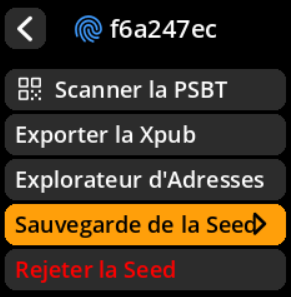 f6a247ec
Scanner la PSBT
Exporter la Xpub
Explorateur d'Adresses
Sauvegarde de la Seed
Rejeter la Seed